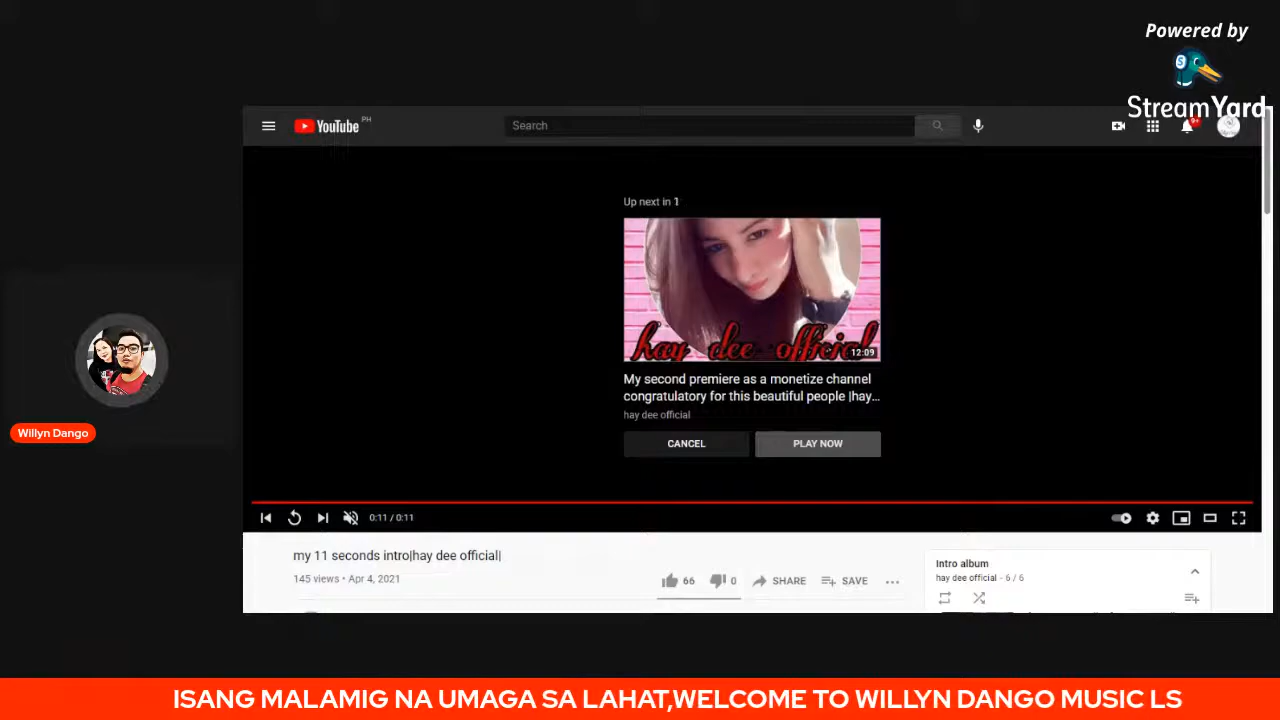 Powered by
StreamYard
YouTube PH
Search
9+
Up next in 1
hay dee official
12:09
My second premiere as a monetize channel
congratulatory for this beautiful people |hay...
hay dee official
CANCEL
PLAY NOW
Willyn Dango
0:11 / 0:11
my 11 seconds intro|hay dee official|
145 views • Apr 4, 2021
66
0
SHARE
SAVE
Intro album
hay dee official - 6 / 6
ISANG MALAMIG NA UMAGA SA LAHAT,WELCOME TO WILLYN DANGO MUSIC LS